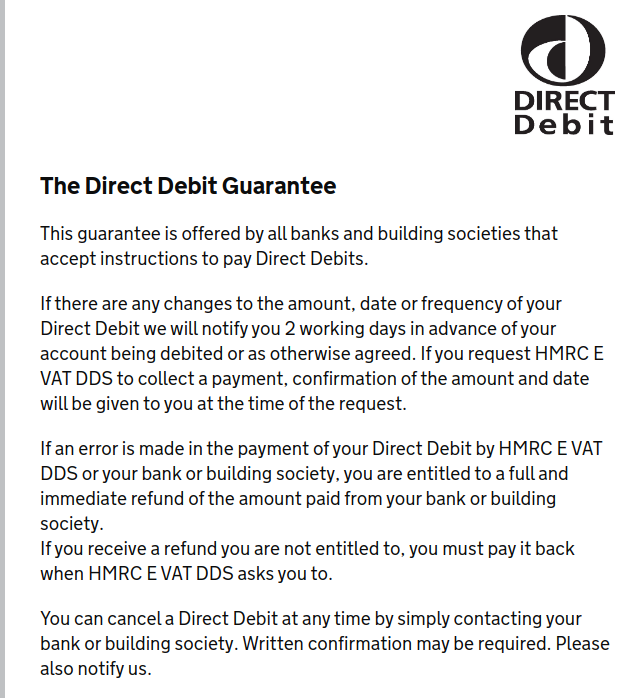 DIRECT
Debit
The Direct Debit Guarantee
This guarantee is offered by all banks and building societies that
accept instructions to pay Direct Debits.
If there are any changes to the amount, date or frequency of your
Direct Debit we will notify you 2 working days in advance of your
account being debited or as otherwise agreed. If you request HMRC E
VAT DDS to collect a payment, confirmation of the amount and date
will be given to you at the time of the request.
If an error is made in the payment of your Direct Debit by HMRC E VAT
DDS or your bank or building society, you are entitled to a full and
immediate refund of the amount paid from your bank or building
society.
If you receive a refund you are not entitled to, you must pay it back
when HMRC E VAT DDS asks you to.
You can cancel a Direct Debit at any time by simply contacting your
bank or building society. Written confirmation may be required. Please
also notify us.